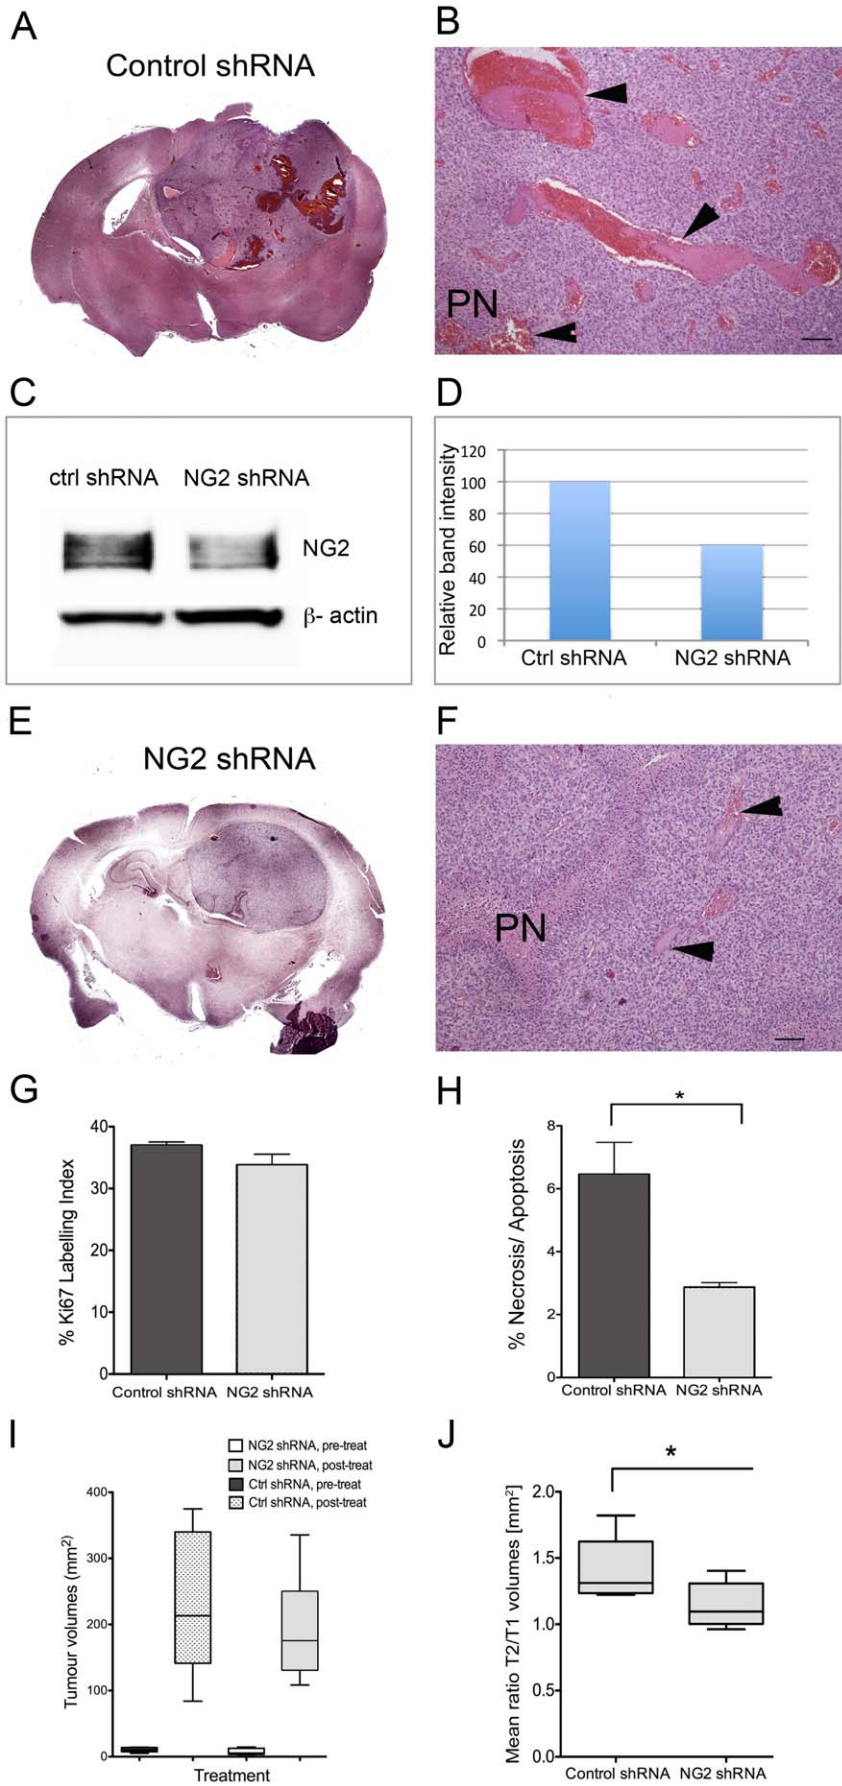 A
Control shRNA
B
PN
C
ctrl shRNA NG2 shRNA
NG2
β- actin
D
Relative band intensity
120
100
80
60
40
20
0
Ctrl shRNA NG2 shRNA
E
NG2 shRNA
F
PN
G
% Ki67 Labelling Index
40
30
20
10
0
Control shRNA NG2 shRNA
H
*
% Necrosis/ Apoptosis
8
6
4
2
0
Control shRNA NG2 shRNA
I
NG2 shRNA, pre-treat
NG2 shRNA, post-treat
Ctrl shRNA, pre-treat
Ctrl shRNA, post-treat
Tumour volumes (mm²)
400
300
200
100
0
Treatment
J
*
Mean ratio T2/T1 volumes [mm²]
2.0
1.5
1.0
0.5
0.0
Control shRNA NG2 shRNA